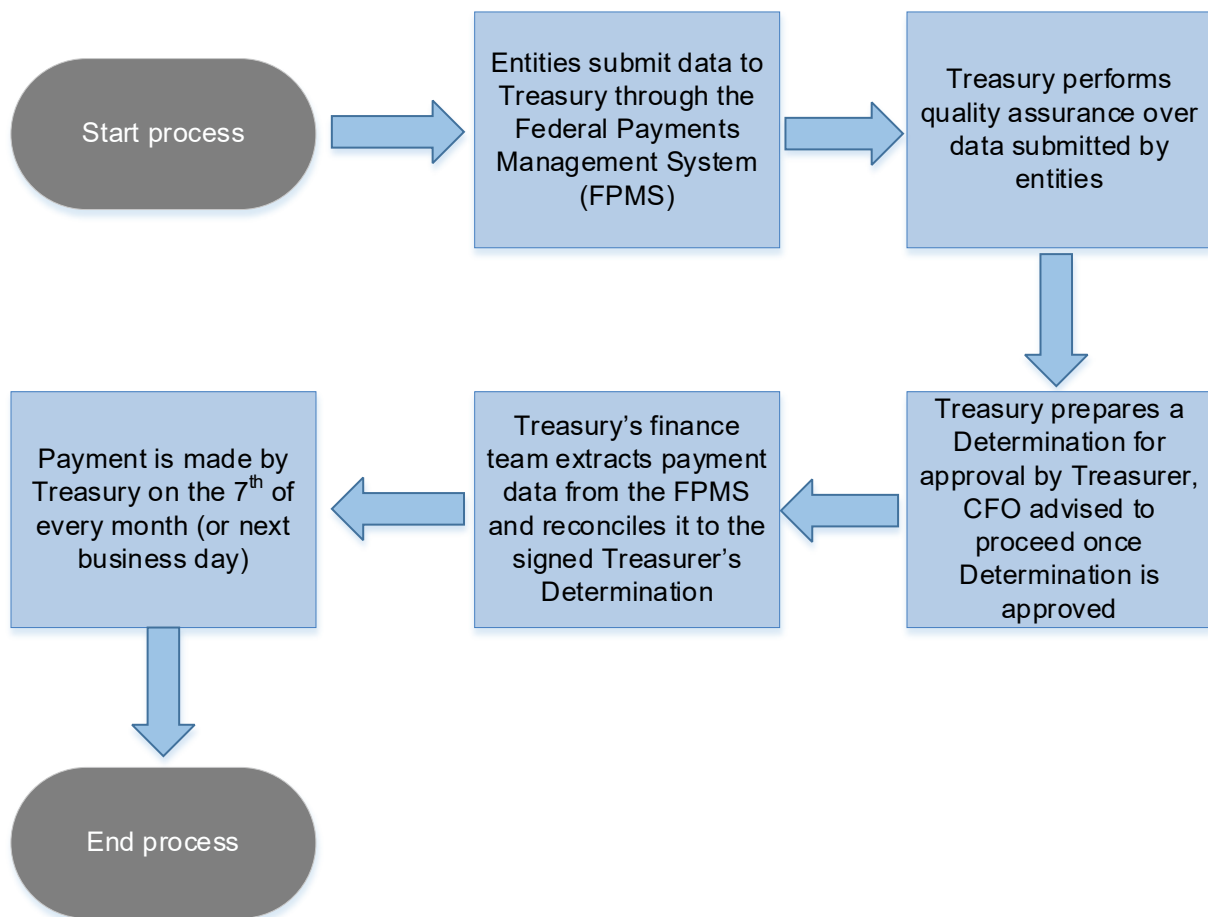 Start process
Entities submit data to
Treasury through the
Federal Payments
Management System
(FPMS)
Treasury performs
quality assurance over
data submitted by
entities
Treasury prepares a
Determination for
approval by Treasurer,
CFO advised to
proceed once
Determination is
approved
Treasury’s finance
team extracts payment
data from the FPMS
and reconciles it to the
signed Treasurer’s
Determination
Payment is made by
Treasury on the 7th of
every month (or next
business day)
End process